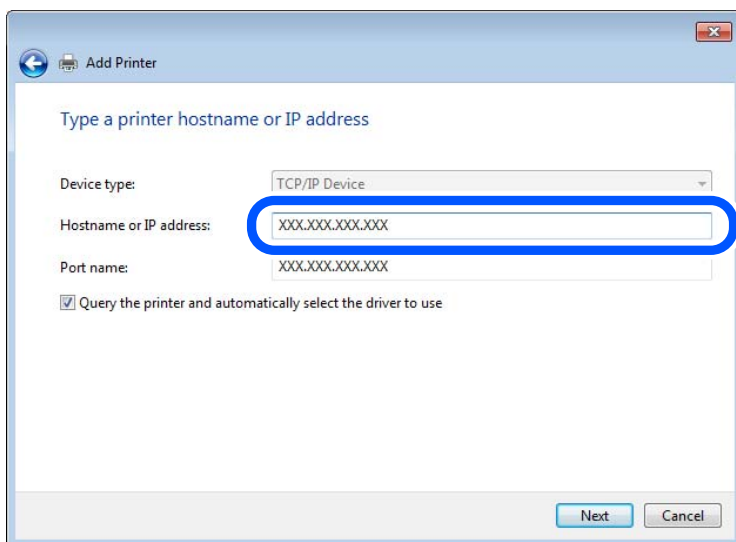 Add Printer
Type a printer hostname or IP address
Device type: TCP/IP Device
Hostname or IP address: XXX.XXX.XXX.XXX
Port name: XXX.XXX.XXX.XXX
Query the printer and automatically select the driver to use
Next Cancel